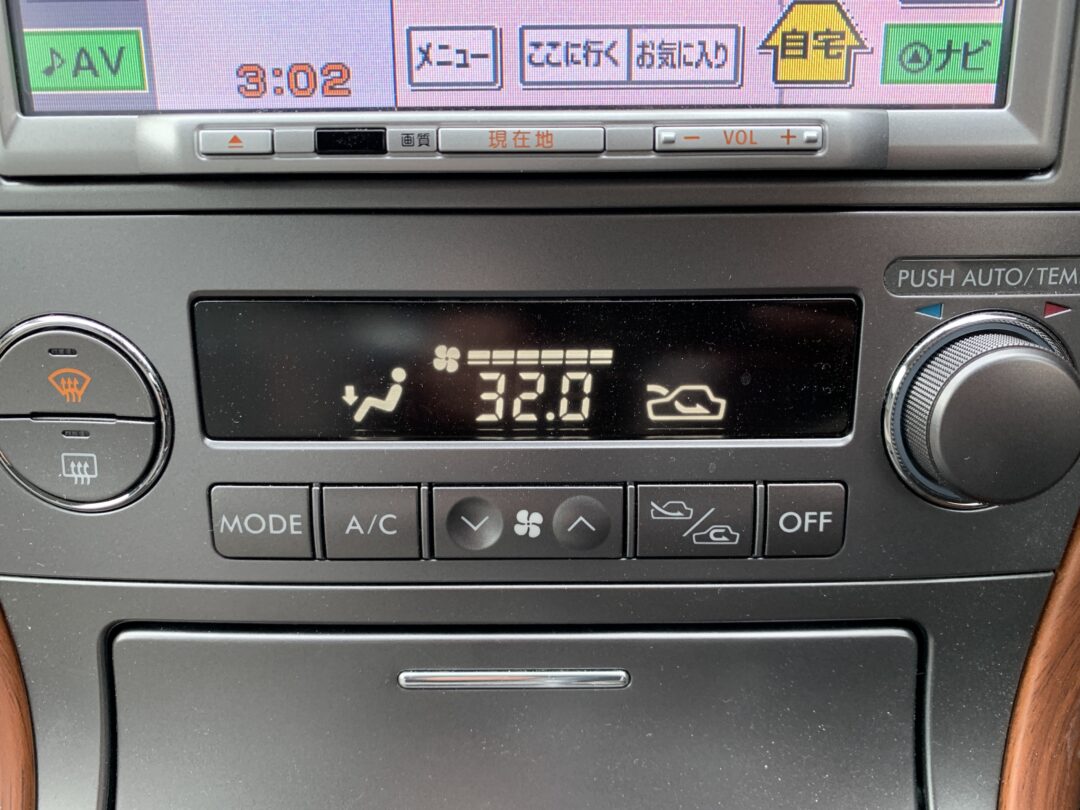 ♪AV
3:02
メニュー
ここに行く
お気に入り
自宅
ナビ
画質
現在地
− VOL +
PUSH AUTO/TEM
32.0
MODE
A/C
OFF